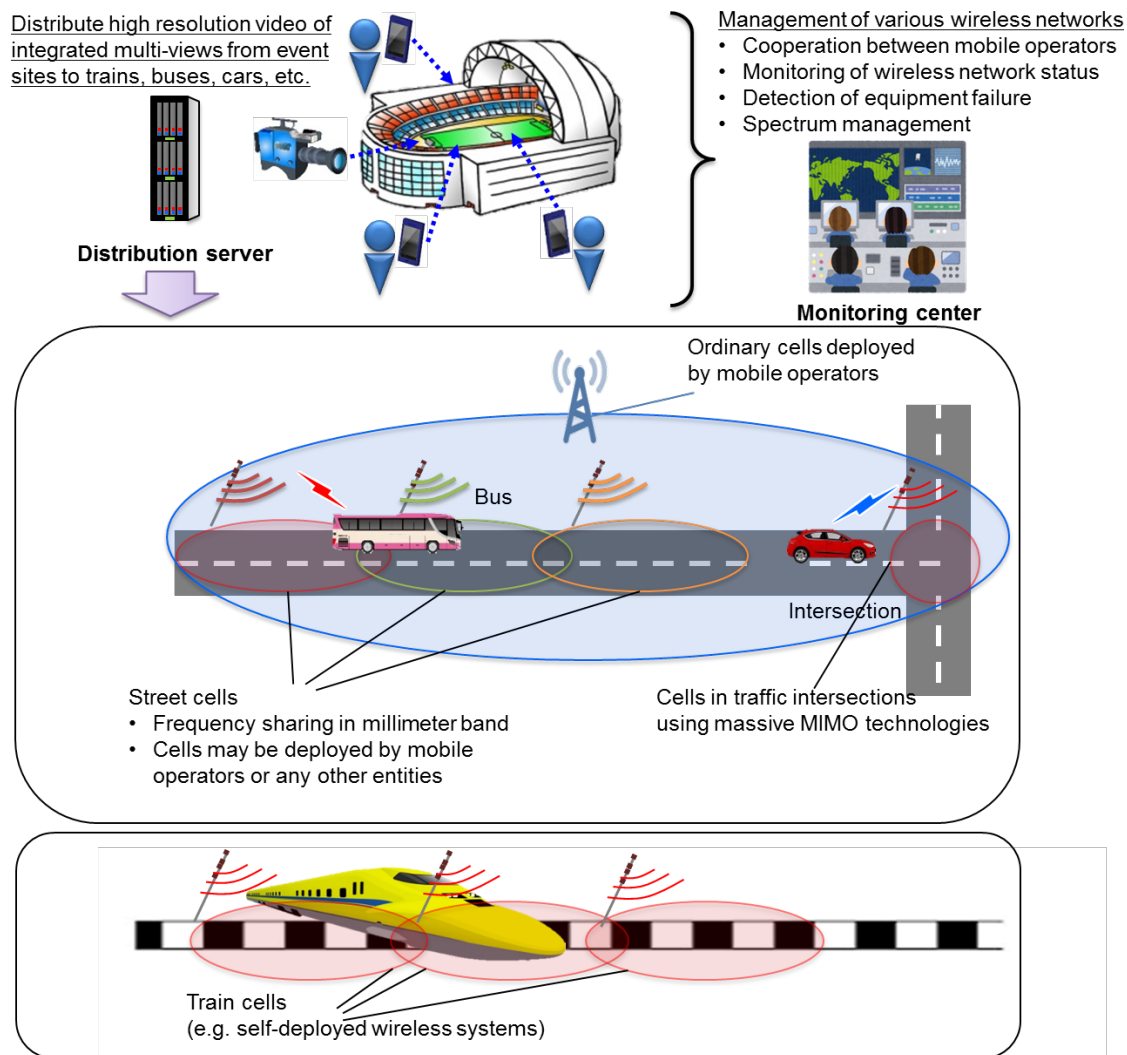 Distribute high resolution video of
integrated multi-views from event
sites to trains, buses, cars, etc.
Distribution server
Management of various wireless networks
• Cooperation between mobile operators
• Monitoring of wireless network status
• Detection of equipment failure
• Spectrum management
Monitoring center
Ordinary cells deployed
by mobile operators
Bus
Intersection
Street cells
• Frequency sharing in millimeter band
• Cells may be deployed by mobile
operators or any other entities
Cells in traffic intersections
using massive MIMO technologies
Train cells
(e.g. self-deployed wireless systems)